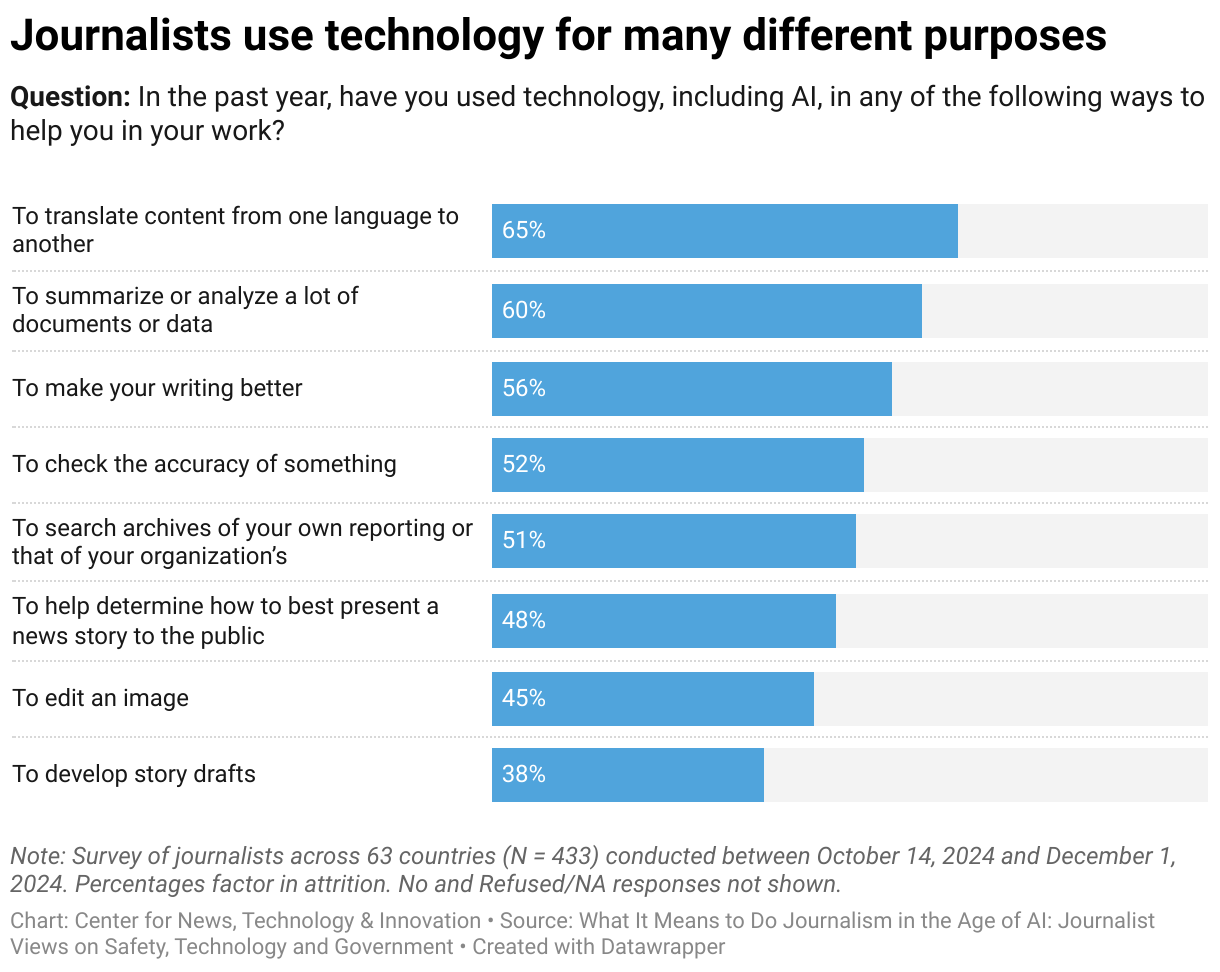 Journalists use technology for many different purposes
Question: In the past year, have you used technology, including AI, in any of the following ways to
help you in your work?
To translate content from one language to
another
65%
To summarize or analyze a lot of
documents or data
60%
To make your writing better
56%
To check the accuracy of something
52%
To search archives of your own reporting or
that of your organization’s
51%
To help determine how to best present a
news story to the public
48%
To edit an image
45%
To develop story drafts
38%
Note: Survey of journalists across 63 countries (N = 433) conducted between October 14, 2024 and December 1,
2024. Percentages factor in attrition. No and Refused/NA responses not shown.
Chart: Center for News, Technology & Innovation • Source: What It Means to Do Journalism in the Age of AI: Journalist
Views on Safety, Technology and Government • Created with Datawrapper